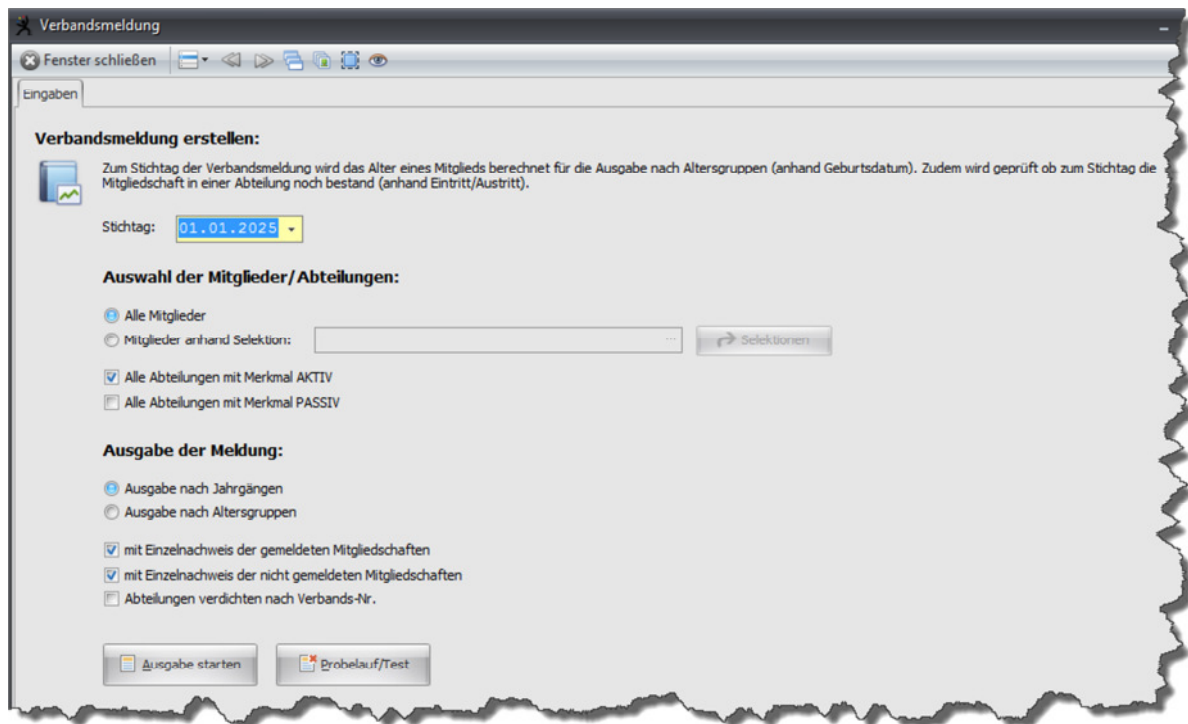 Verbandsmeldung
Fenster schließen
Eingaben
Verbandsmeldung erstellen:
Zum Stichtag der Verbandsmeldung wird das Alter eines Mitglieds berechnet für die Ausgabe nach Altersgruppen (anhand Geburtsdatum). Zudem wird geprüft ob zum Stichtag die
Mitgliedschaft in einer Abteilung noch bestand (anhand Eintritt/Austritt).
Stichtag: 01.01.2025
Auswahl der Mitglieder/Abteilungen:
Alle Mitglieder
Mitglieder anhand Selektion: ... Selektionen
Alle Abteilungen mit Merkmal AKTIV
Alle Abteilungen mit Merkmal PASSIV
Ausgabe der Meldung:
Ausgabe nach Jahrgängen
Ausgabe nach Altersgruppen
mit Einzelnachweis der gemeldeten Mitgliedschaften
mit Einzelnachweis der nicht gemeldeten Mitgliedschaften
Abteilungen verdichten nach Verbands-Nr.
Ausgabe starten Probelauf/Test